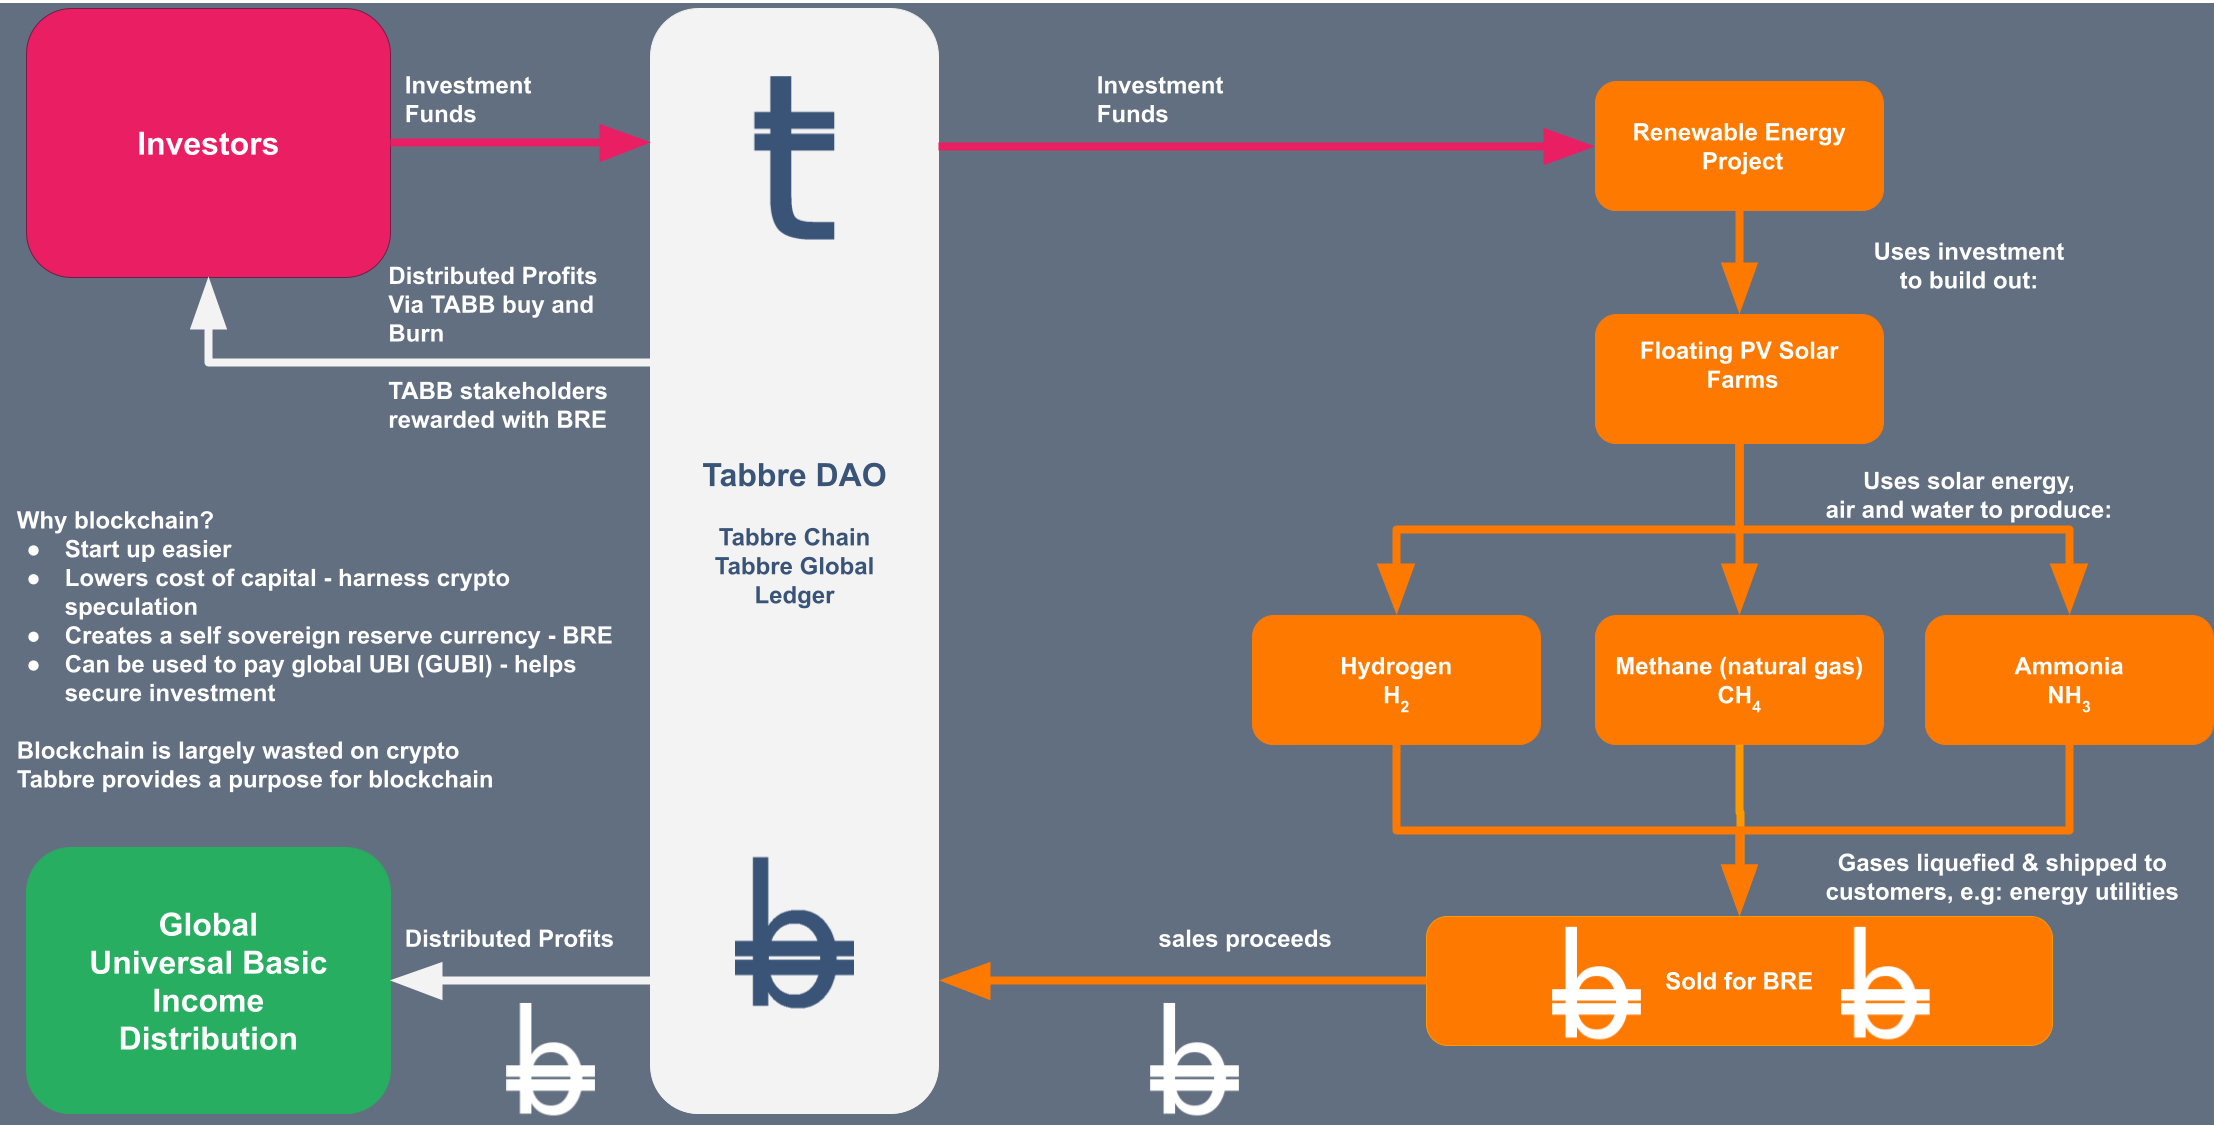 Investors
Investment
Funds
Distributed Profits
Via TABB buy and
Burn
TABB stakeholders
rewarded with BRE
Why blockchain?
● Start up easier
● Lowers cost of capital - harness crypto
speculation
● Creates a self sovereign reserve currency - BRE
● Can be used to pay global UBI (GUBI) - helps
secure investment
Blockchain is largely wasted on crypto
Tabbre provides a purpose for blockchain
Global
Universal Basic
Income
Distribution
Distributed Profits
Tabbre DAO
Tabbre Chain
Tabbre Global
Ledger
Investment
Funds
Renewable Energy
Project
Uses investment
to build out:
Floating PV Solar
Farms
Uses solar energy,
air and water to produce:
Hydrogen
H₂
Methane (natural gas)
CH₄
Ammonia
NH₃
Gases liquefied & shipped to
customers, e.g: energy utilities
Sold for BRE
sales proceeds